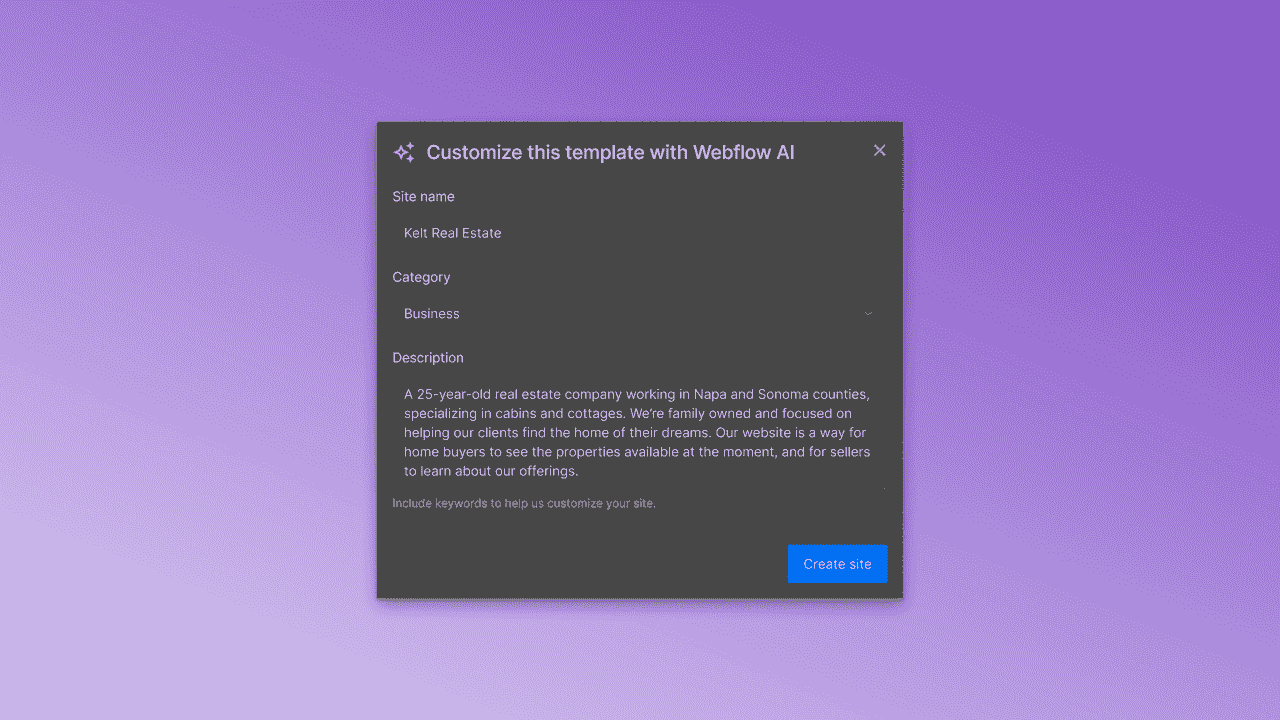 Customize this template with Webflow AI
Site name
Kelt Real Estate
Category
Business
Description
A 25-year-old real estate company working in Napa and Sonoma counties,
specializing in cabins and cottages. We’re family owned and focused on
helping our clients find the home of their dreams. Our website is a way for
home buyers to see the properties available at the moment, and for sellers
to learn about our offerings.
Include keywords to help us customize your site.
Create site